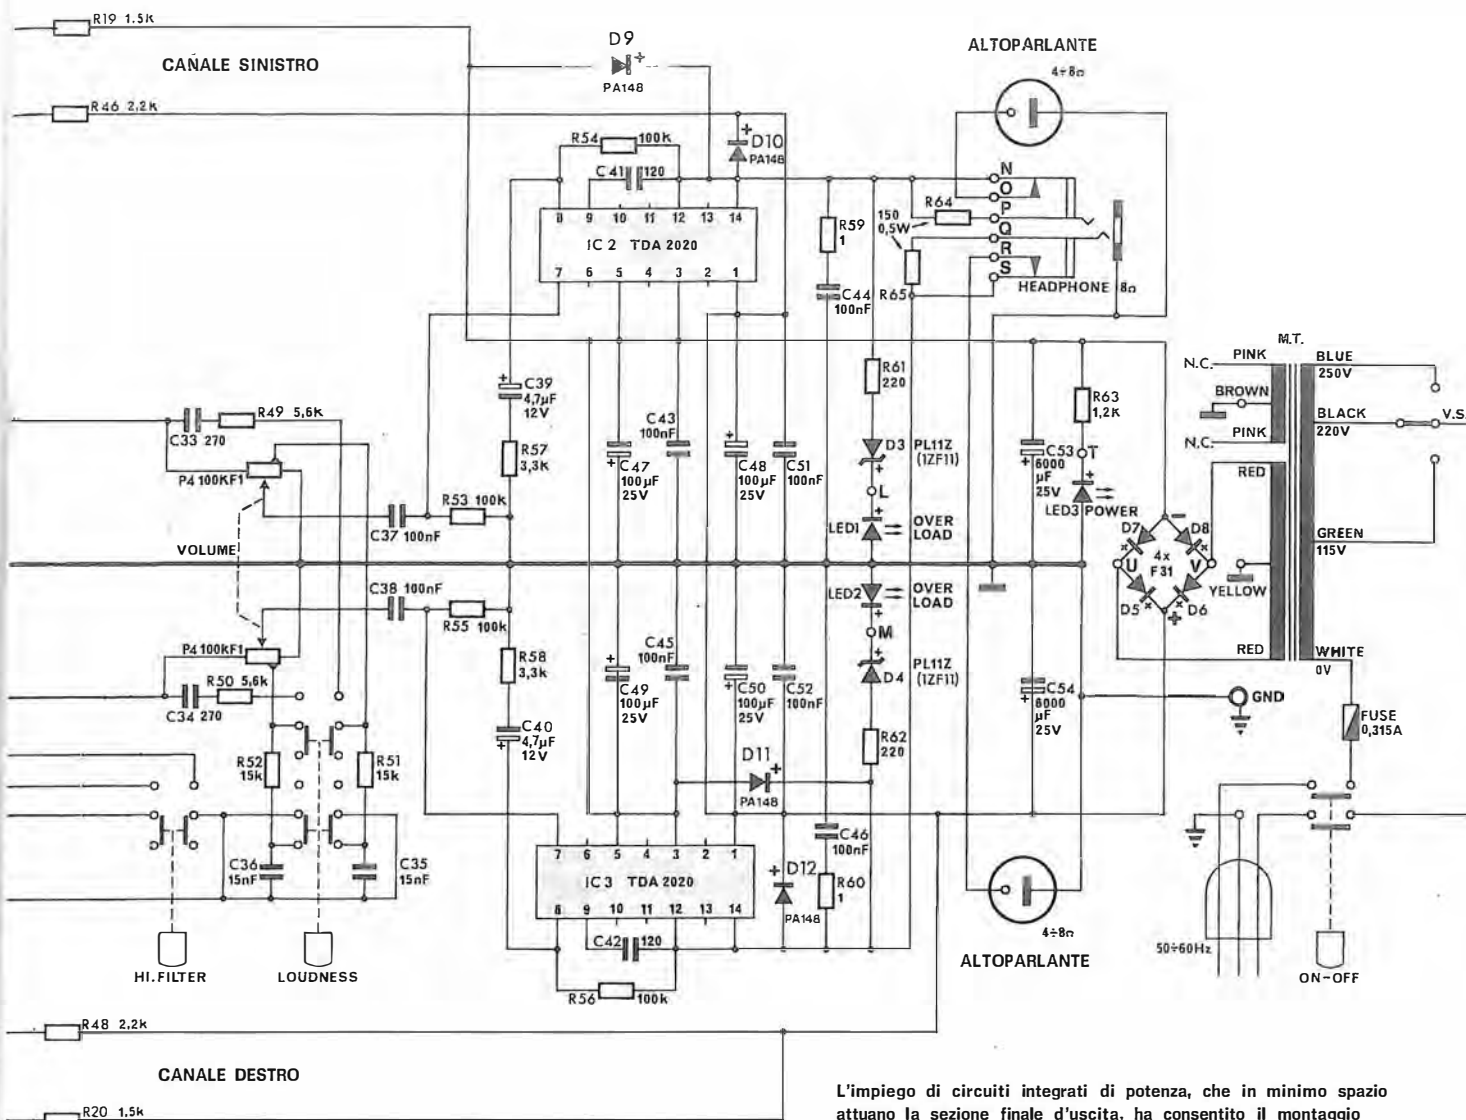 R19 1.5k
CANALE SINISTRO
D9
+
PA148
ALTOPARLANTE
4÷8Ω
R46 2,2k
R54 100k
C41 120
+
D10
PA148
8 9 10 11 12 13 14
IC2 TDA 2020
7 6 5 4 3 2 1
R59
1
C44
100nF
150
0,5W
R64
R65
N
O
P
Q
R
S
HEADPHONE 8Ω
M.T.
N.C.
PINK
BROWN
N.C.
PINK
RED
BLUE
250V
BLACK
220V
V.S.
GREEN
115V
YELLOW
RED
WHITE
0V
R49 5,6k
C33 270
P4 100KF1
VOLUME
C37 100nF
R53 100k
+
C39
4,7µF
12V
R57
3,3K
C43
100nF
+
C47
100µF
25V
+
C48
100µF
25V
C51
100nF
R61
220
D3
PL11Z
(1ZF11)
+
L
+
LED1
OVER
LOAD
R63
1,2K
C53
6000
µF
25V
+
T
+
LED3 POWER
D7
D8
4x
F31
U
V
D5
D6
−
+
C38 100nF
R55 100k
P4 100KF1
R50 5,6k
C34 270
R58
3,3k
C40
4,7µF
12V
+
C45
100nF
+
C49
100µF
25V
C50
100µF
25V
+
C52
100nF
LED2
OVER
LOAD
+
M
+
PL11Z
(1ZF11)
D4
R62
220
C54
6000
µF
25V
+
GND
FUSE
0,315A
R52
15k
R51
15k
C36
15nF
C35
15nF
D11
+
PA148
7 6 5 4 3 2 1
IC3 TDA 2020
8 9 10 11 12 13 14
C42 120
R56 100k
+
D12
PA148
C46
100nF
R60
1
4÷8Ω
ALTOPARLANTE
50÷60Hz
ON-OFF
HI.FILTER
LOUDNESS
R48 2,2k
CANALE DESTRO
R20 1,5k
L'impiego di circuiti integrati di potenza, che in minimo spazio
attuano la sezione finale d'uscita, ha consentito il montaggio